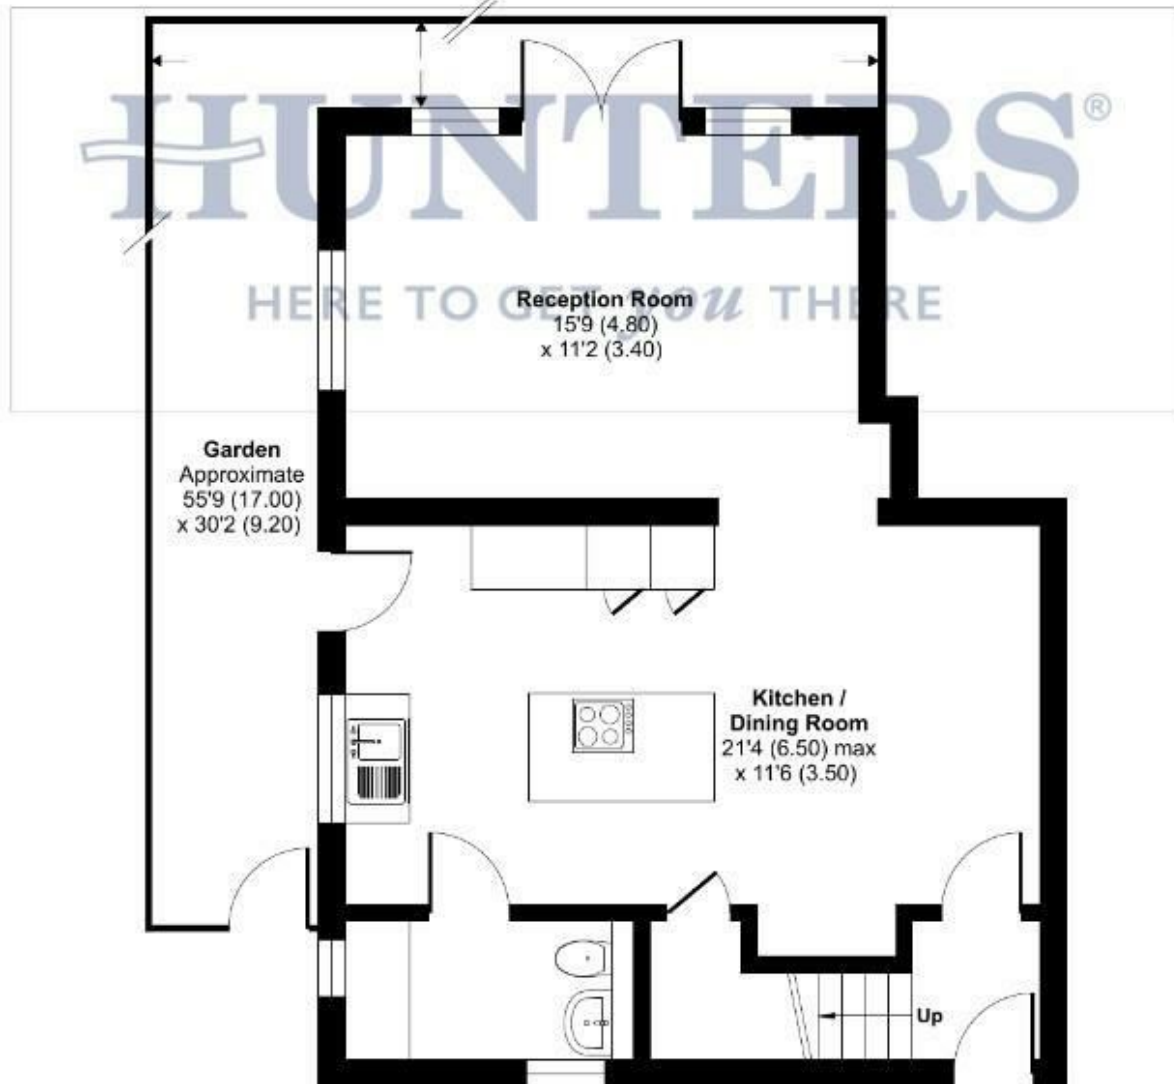 HUNTERS®
HERE TO GET you THERE
Reception Room
15'9 (4.80)
x 11'2 (3.40)
Garden
Approximate
55'9 (17.00)
x 30'2 (9.20)
Kitchen /
Dining Room
21'4 (6.50) max
x 11'6 (3.50)
Up